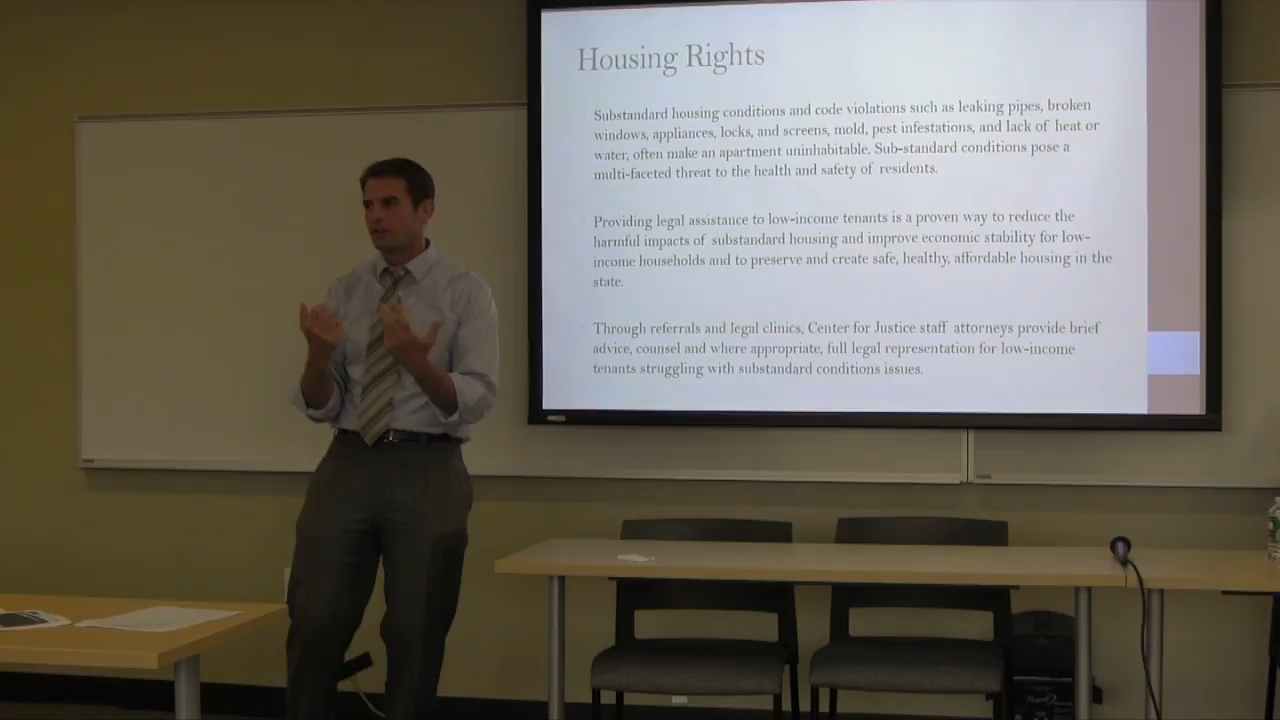 Housing Rights
Substandard housing conditions and code violations such as leaking pipes, broken
windows, appliances, locks, and screens, mold, pest infestations, and lack of heat or
water, often make an apartment uninhabitable. Sub-standard conditions pose a
multi-faceted threat to the health and safety of residents.
Providing legal assistance to low-income tenants is a proven way to reduce the
harmful impacts of substandard housing and improve economic stability for low-
income households and to preserve and create safe, healthy, affordable housing in the
state.
Through referrals and legal clinics, Center for Justice staff attorneys provide brief
advice, counsel and where appropriate, full legal representation for low-income
tenants struggling with substandard conditions issues.